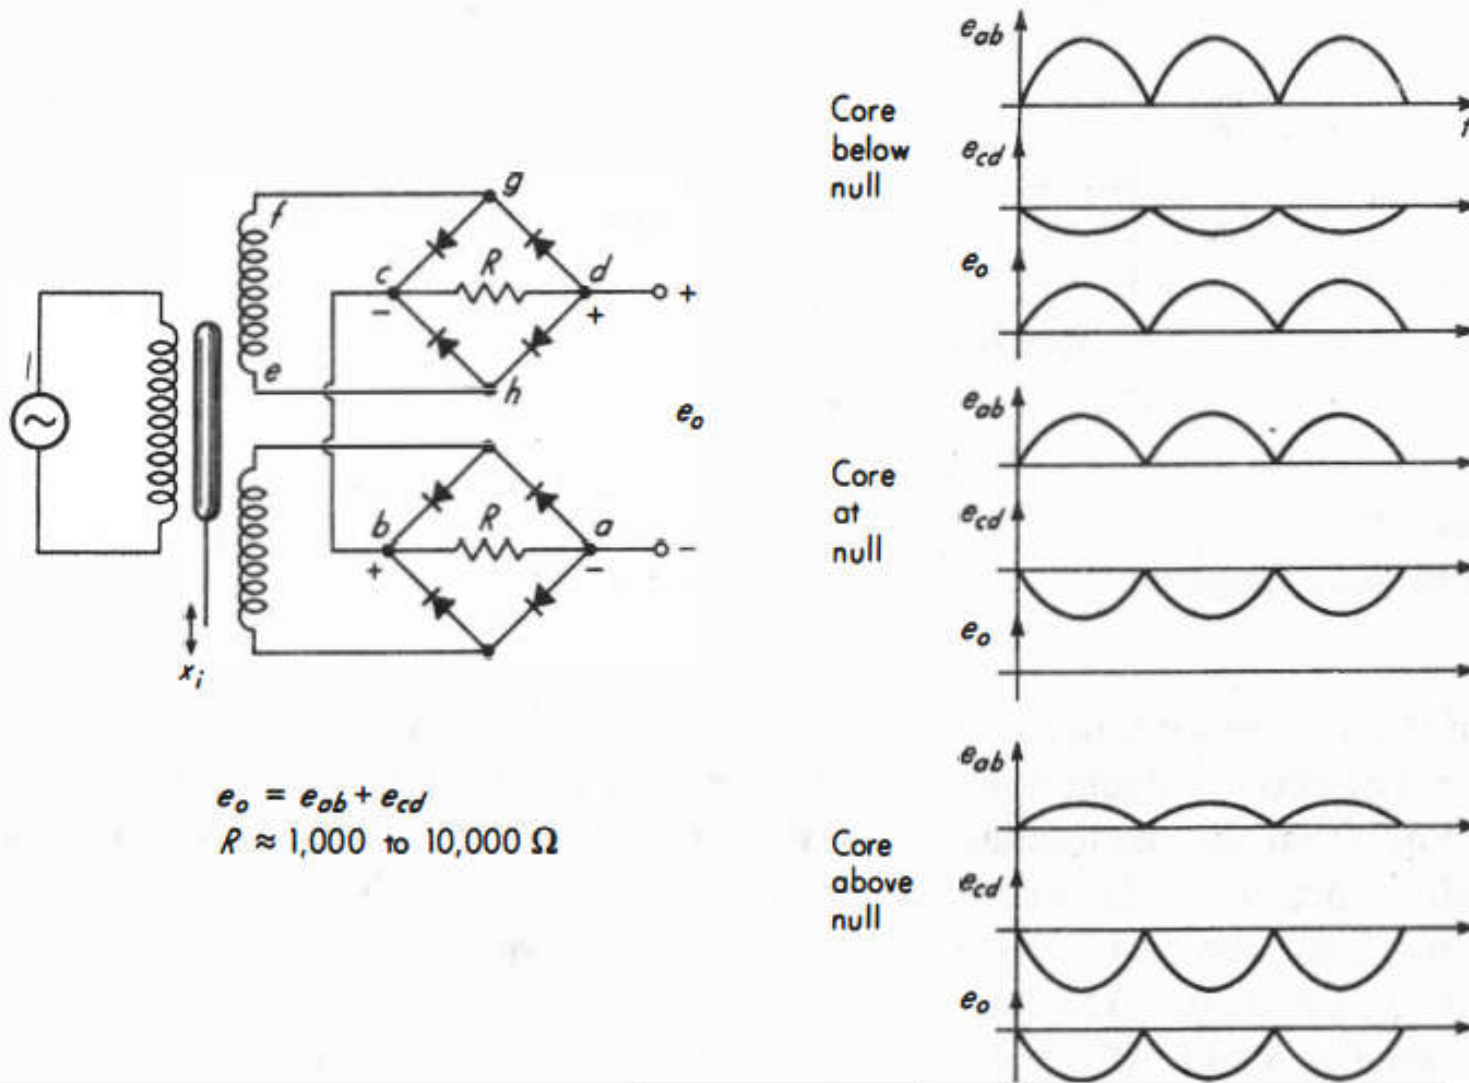 g
f
c
R
d
+
−
+
e
h
e_o
b
R
a
−
+
−
x_i
e_o = e_ab + e_cd
R ≈ 1,000 to 10,000 Ω
Core
below
null
e_ab
t
e_cd
e_o
Core
at
null
e_ab
e_cd
e_o
Core
above
null
e_ab
e_cd
e_o